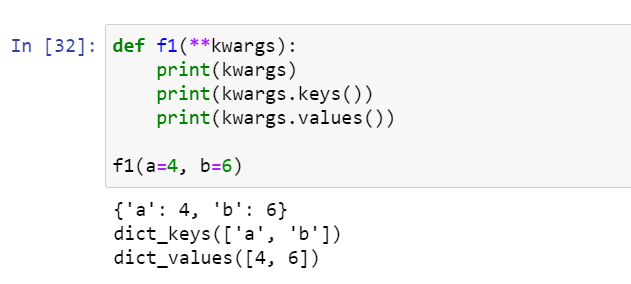 In [32]: def f1(**kwargs):
    print(kwargs)
    print(kwargs.keys())
    print(kwargs.values())
f1(a=4, b=6)
{'a': 4, 'b': 6}
dict_keys(['a', 'b'])
dict_values([4, 6])